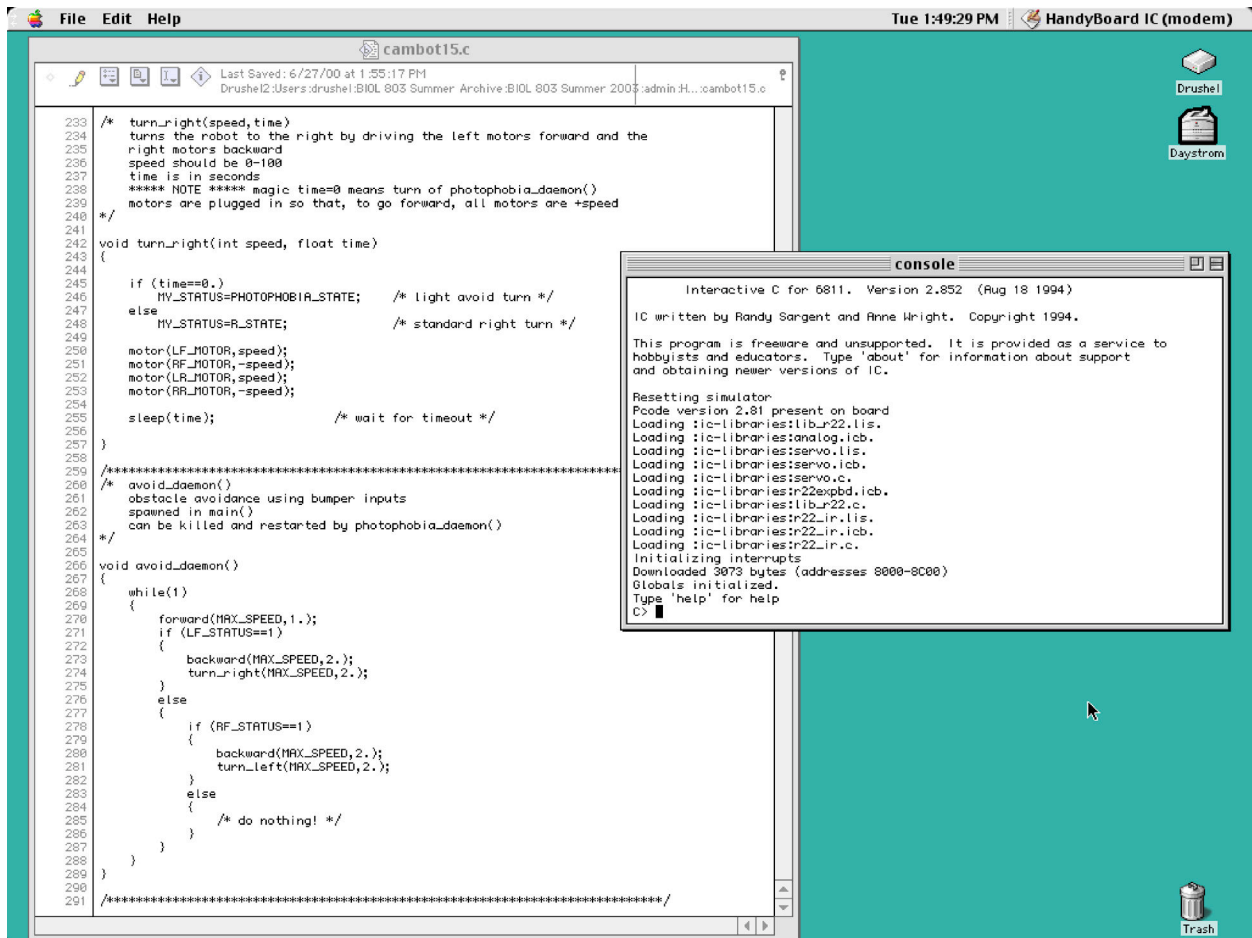 File Edit Help
Tue 1:49:29 PM HandyBoard IC (modem)
cambot15.c
Last Saved: 6/27/00 at 1:55:17 PM
Drushel2:Users:drushel:BIOL 803 Summer Archive:BIOL 803 Summer 2003:admin:H...:cambot15.c
233 /* turn_right(speed,time)
234 turns the robot to the right by driving the left motors forward and the
235 right motors backward
236 speed should be 0-100
237 time is in seconds
238 ***** NOTE ***** magic time=0 means turn of photophobia_daemon()
239 motors are plugged in so that, to go forward, all motors are +speed
240 */
241
242 void turn_right(int speed, float time)
243 {
244
245 if (time==0.)
246 MY_STATUS=PHOTOPHOBIA_STATE; /* light avoid turn */
247 else
248 MY_STATUS=R_STATE; /* standard right turn */
249
250 motor(LF_MOTOR,speed);
251 motor(RF_MOTOR,-speed);
252 motor(LR_MOTOR,speed);
253 motor(RR_MOTOR,-speed);
254
255 sleep(time); /* wait for timeout */
256
257 }
258
259 /******************************************************************************
260 /* avoid_daemon()
261 obstacle avoidance using bumper inputs
262 spawned in main()
263 can be killed and restarted by photophobia_daemon()
264 */
265
266 void avoid_daemon()
267 {
268 while(1)
269 {
270 forward(MAX_SPEED,1.);
271 if (LF_STATUS==1)
272 {
273 backward(MAX_SPEED,2.);
274 turn_right(MAX_SPEED,2.);
275 }
276 else
277 {
278 if (RF_STATUS==1)
279 {
280 backward(MAX_SPEED,2.);
281 turn_left(MAX_SPEED,2.);
282 }
283 else
284 {
285 /* do nothing! */
286 }
287 }
288 }
289 }
290
291 /*****************************************************************************/
console
Interactive C for 6811. Version 2.852 (Aug 18 1994)
IC written by Randy Sargent and Anne Wright. Copyright 1994.
This program is freeware and unsupported. It is provided as a service to
hobbyists and educators. Type 'about' for information about support
and obtaining newer versions of IC.
Resetting simulator
Pcode version 2.81 present on board
Loading :ic-libraries:lib_r22.lis.
Loading :ic-libraries:analog.icb.
Loading :ic-libraries:servo.lis.
Loading :ic-libraries:servo.icb.
Loading :ic-libraries:servo.c.
Loading :ic-libraries:r22expbd.icb.
Loading :ic-libraries:lib_r22.c.
Loading :ic-libraries:r22_ir.lis.
Loading :ic-libraries:r22_ir.icb.
Loading :ic-libraries:r22_ir.c.
Initializing interrupts
Downloaded 3073 bytes (addresses 8000-8C00)
Globals initialized.
Type 'help' for help
C>
Drushel
Daystrom
Trash